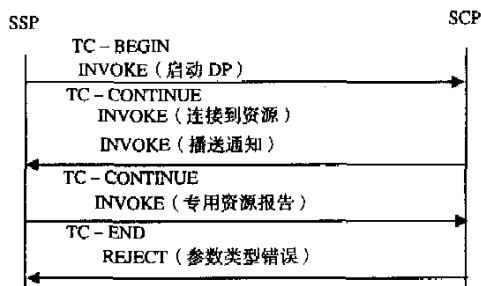 SSP
SCP
TC-BEGIN
INVOKE（启动 DP）
TC-CONTINUE
INVOKE（连接到资源）
INVOKE（播送通知）
TC-CONTINUE
INVOKE（专用资源报告）
TC-END
REJECT（参数类型错误）